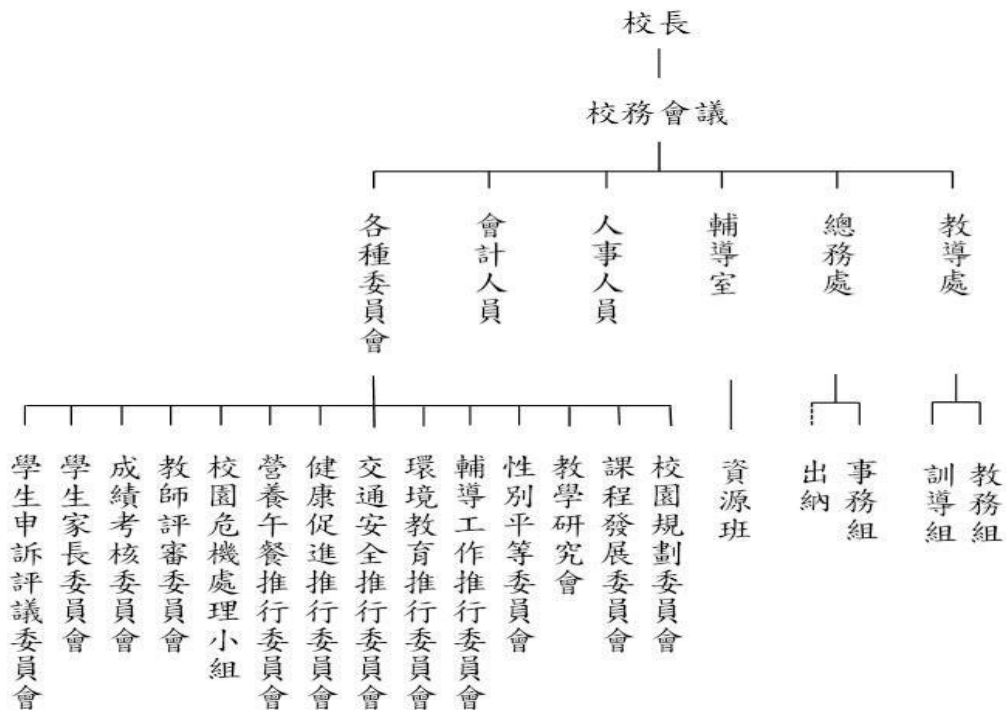 校長
校務會議
各種委員會
會計人員
人事人員
輔導室
總務處
教導處
學生申訴評議委員會
學生家長委員會
成績考核委員會
教師評審委員會
校園危機處理小組
營養午餐推行委員會
健康促進推行委員會
交通安全推行委員會
環境教育推行委員會
輔導工作推行委員會
性別平等委員會
教學研究會
課程發展委員會
校園規劃委員會
資源班
出納
事務組
訓導組
教務組